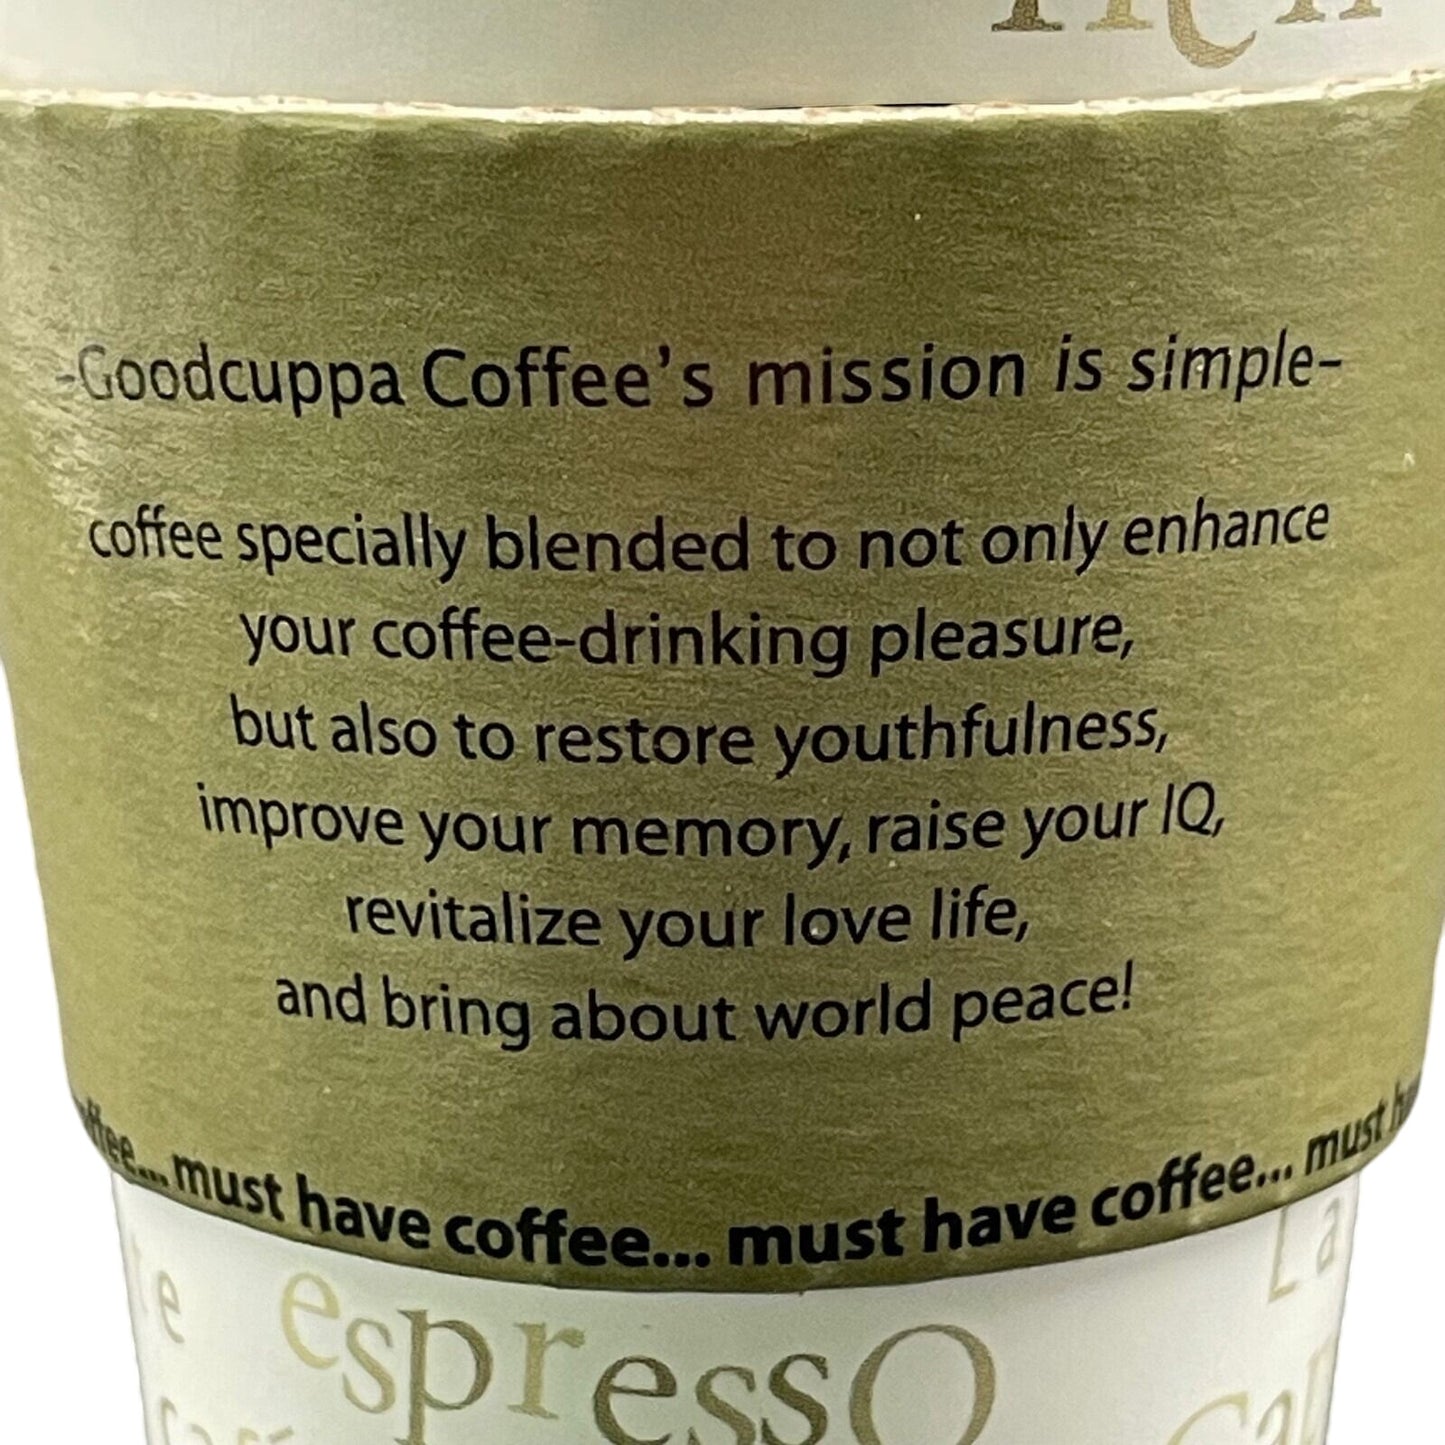 -Goodcuppa Coffee's mission is simple-
coffee specially blended to not only enhance
your coffee-drinking pleasure,
but also to restore youthfulness,
improve your memory, raise your IQ,
revitalize your love life,
and bring about world peace!
must have coffee... must have coffee... must
espresso